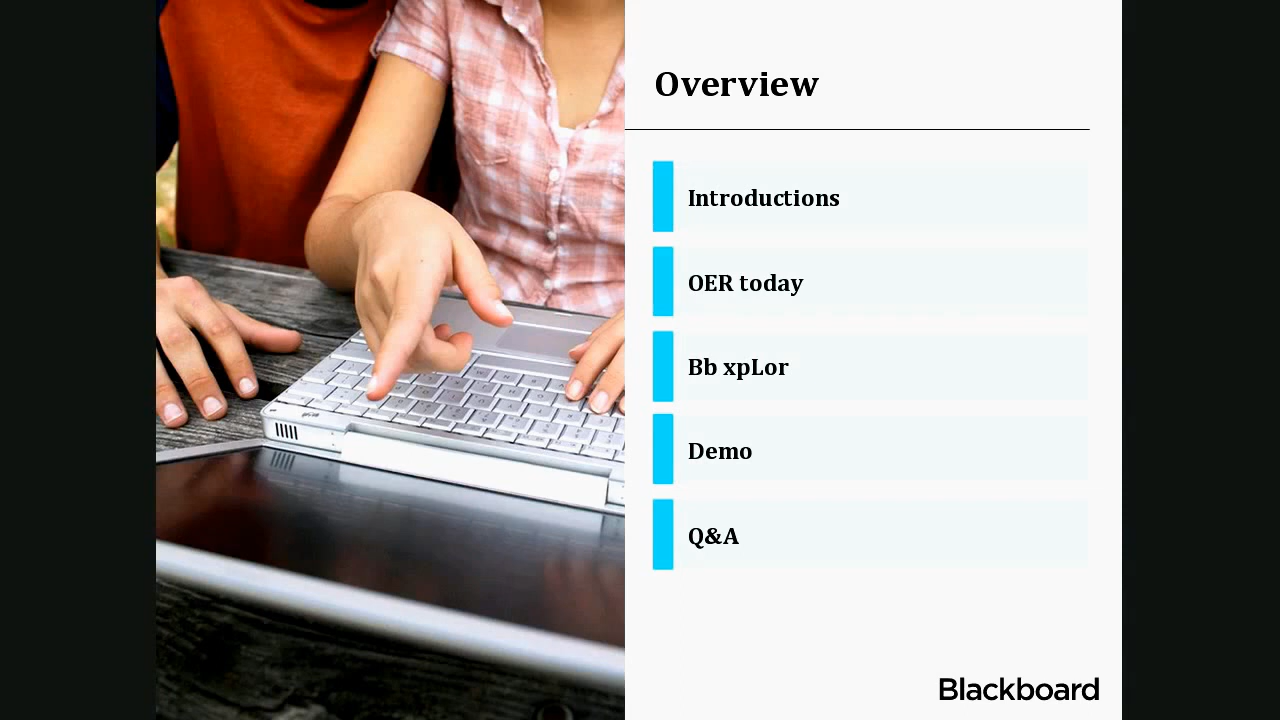 Overview
Introductions
OER today
Bb xpLor
Demo
Q&A
Blackboard